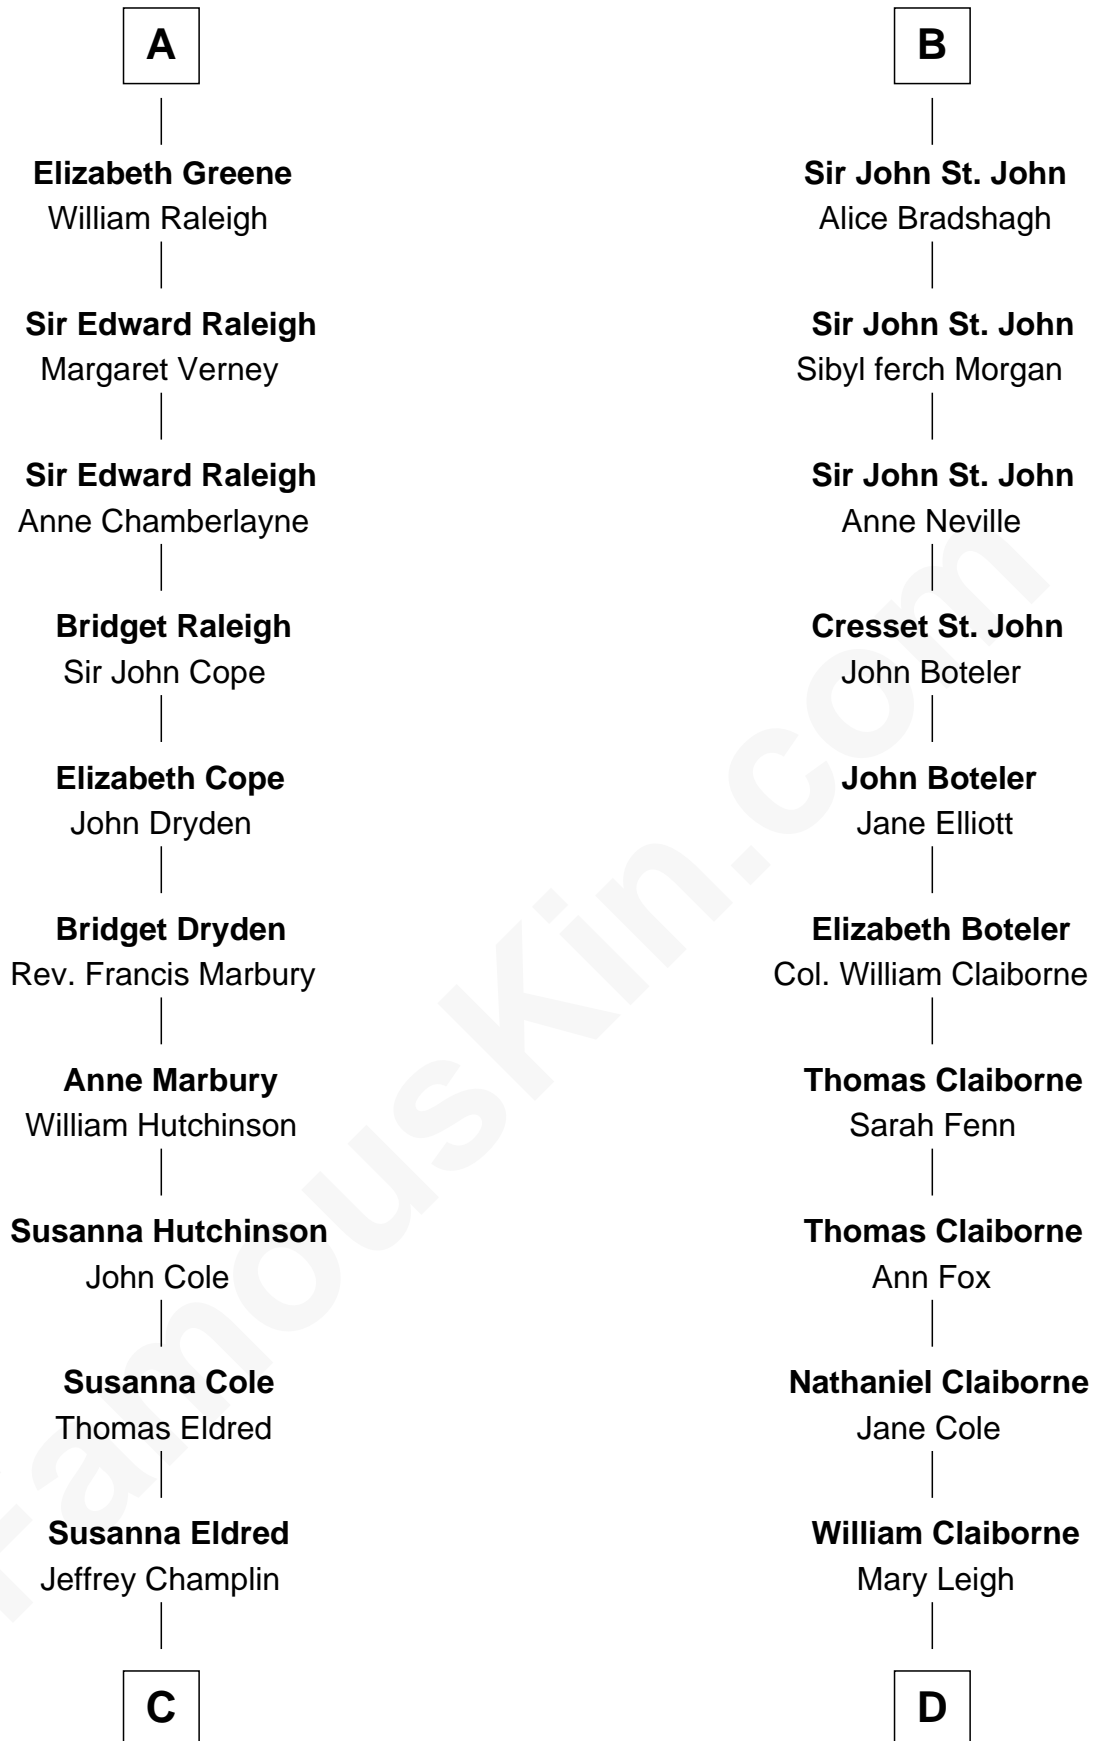 A
Elizabeth Greene
William Raleigh
Sir Edward Raleigh
Margaret Verney
Sir Edward Raleigh
Anne Chamberlayne
Bridget Raleigh
Sir John Cope
Elizabeth Cope
John Dryden
Bridget Dryden
Rev. Francis Marbury
Anne Marbury
William Hutchinson
Susanna Hutchinson
John Cole
Susanna Cole
Thomas Eldred
Susanna Eldred
Jeffrey Champlin
C
B
Sir John St. John
Alice Bradshagh
Sir John St. John
Sibyl ferch Morgan
Sir John St. John
Anne Neville
Cresset St. John
John Boteler
John Boteler
Jane Elliott
Elizabeth Boteler
Col. William Claiborne
Thomas Claiborne
Sarah Fenn
Thomas Claiborne
Ann Fox
Nathaniel Claiborne
Jane Cole
William Claiborne
Mary Leigh
D
FamousKin.com